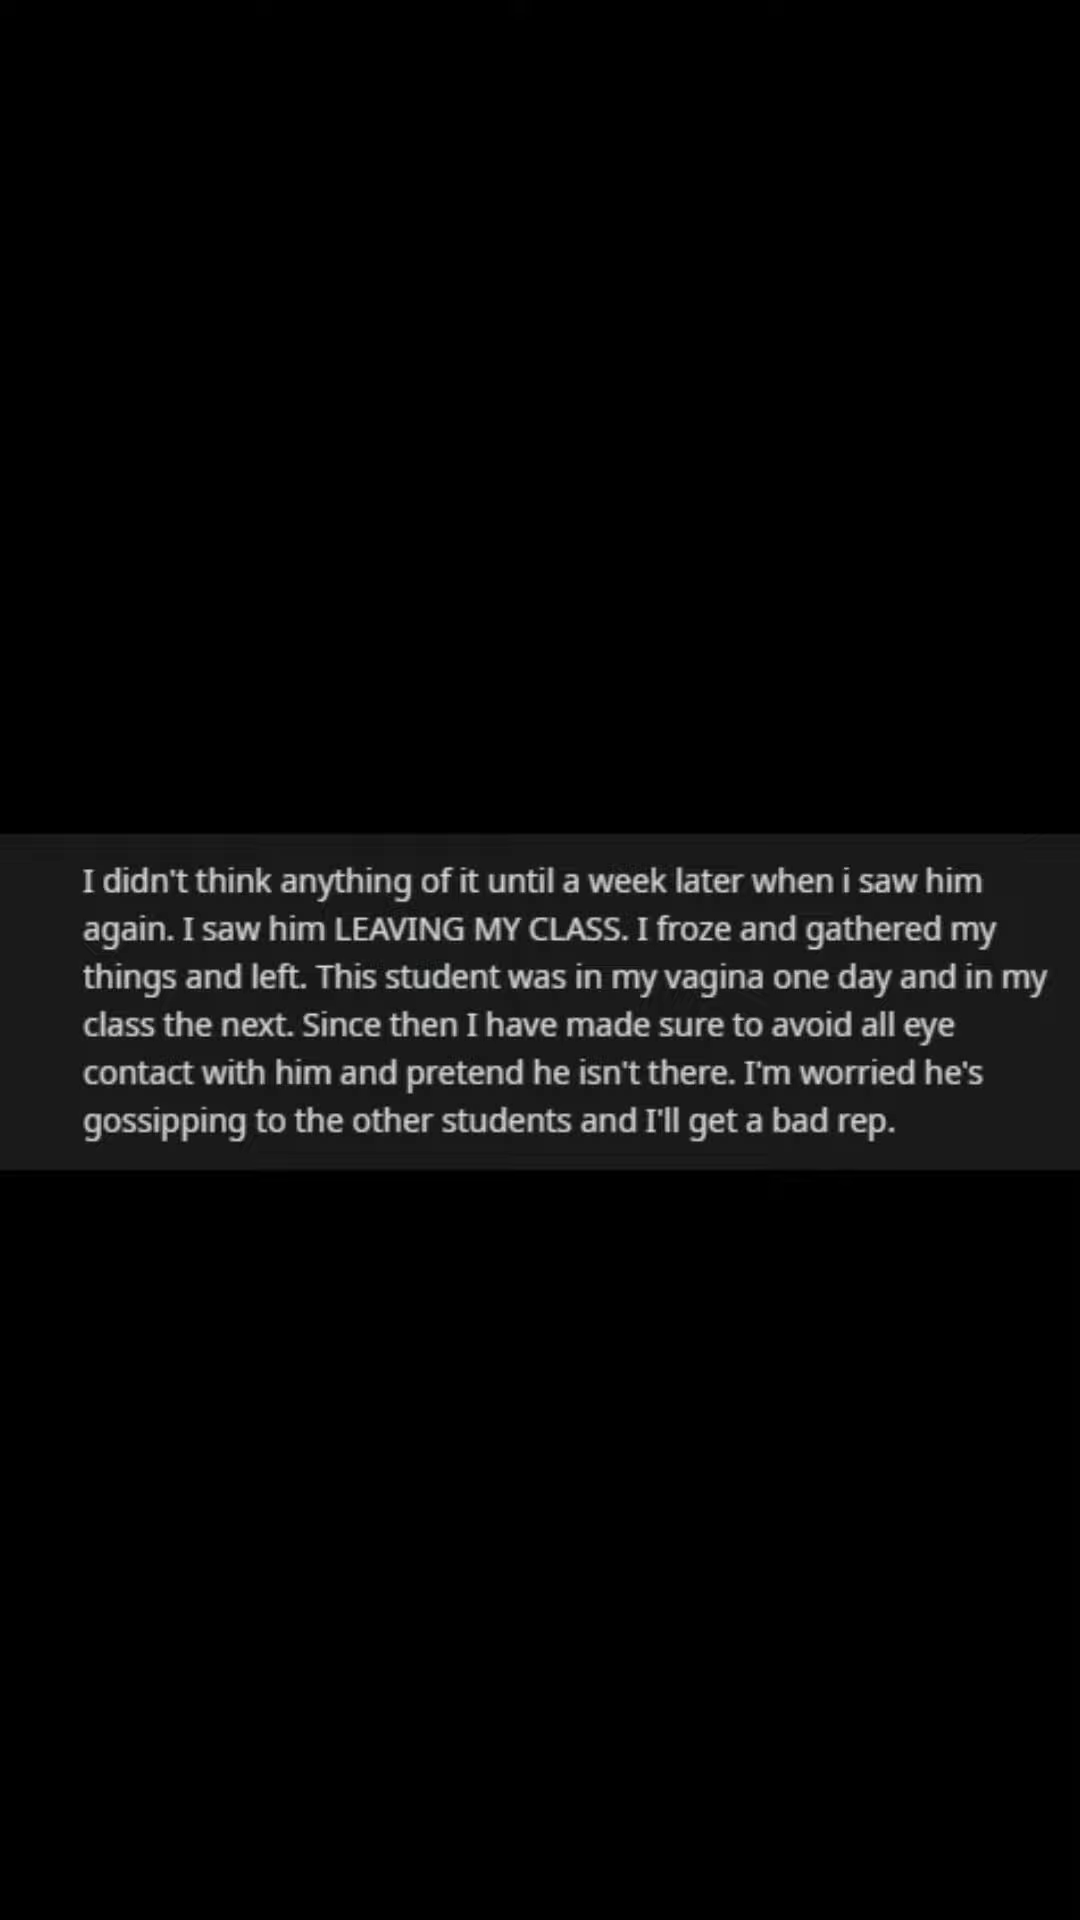 I didn't think anything of it until a week later when i saw him
again. I saw him LEAVING MY CLASS. I froze and gathered my
things and left. This student was in my vagina one day and in my
class the next. Since then I have made sure to avoid all eye
contact with him and pretend he isn't there. I'm worried he's
gossipping to the other students and I'll get a bad rep.